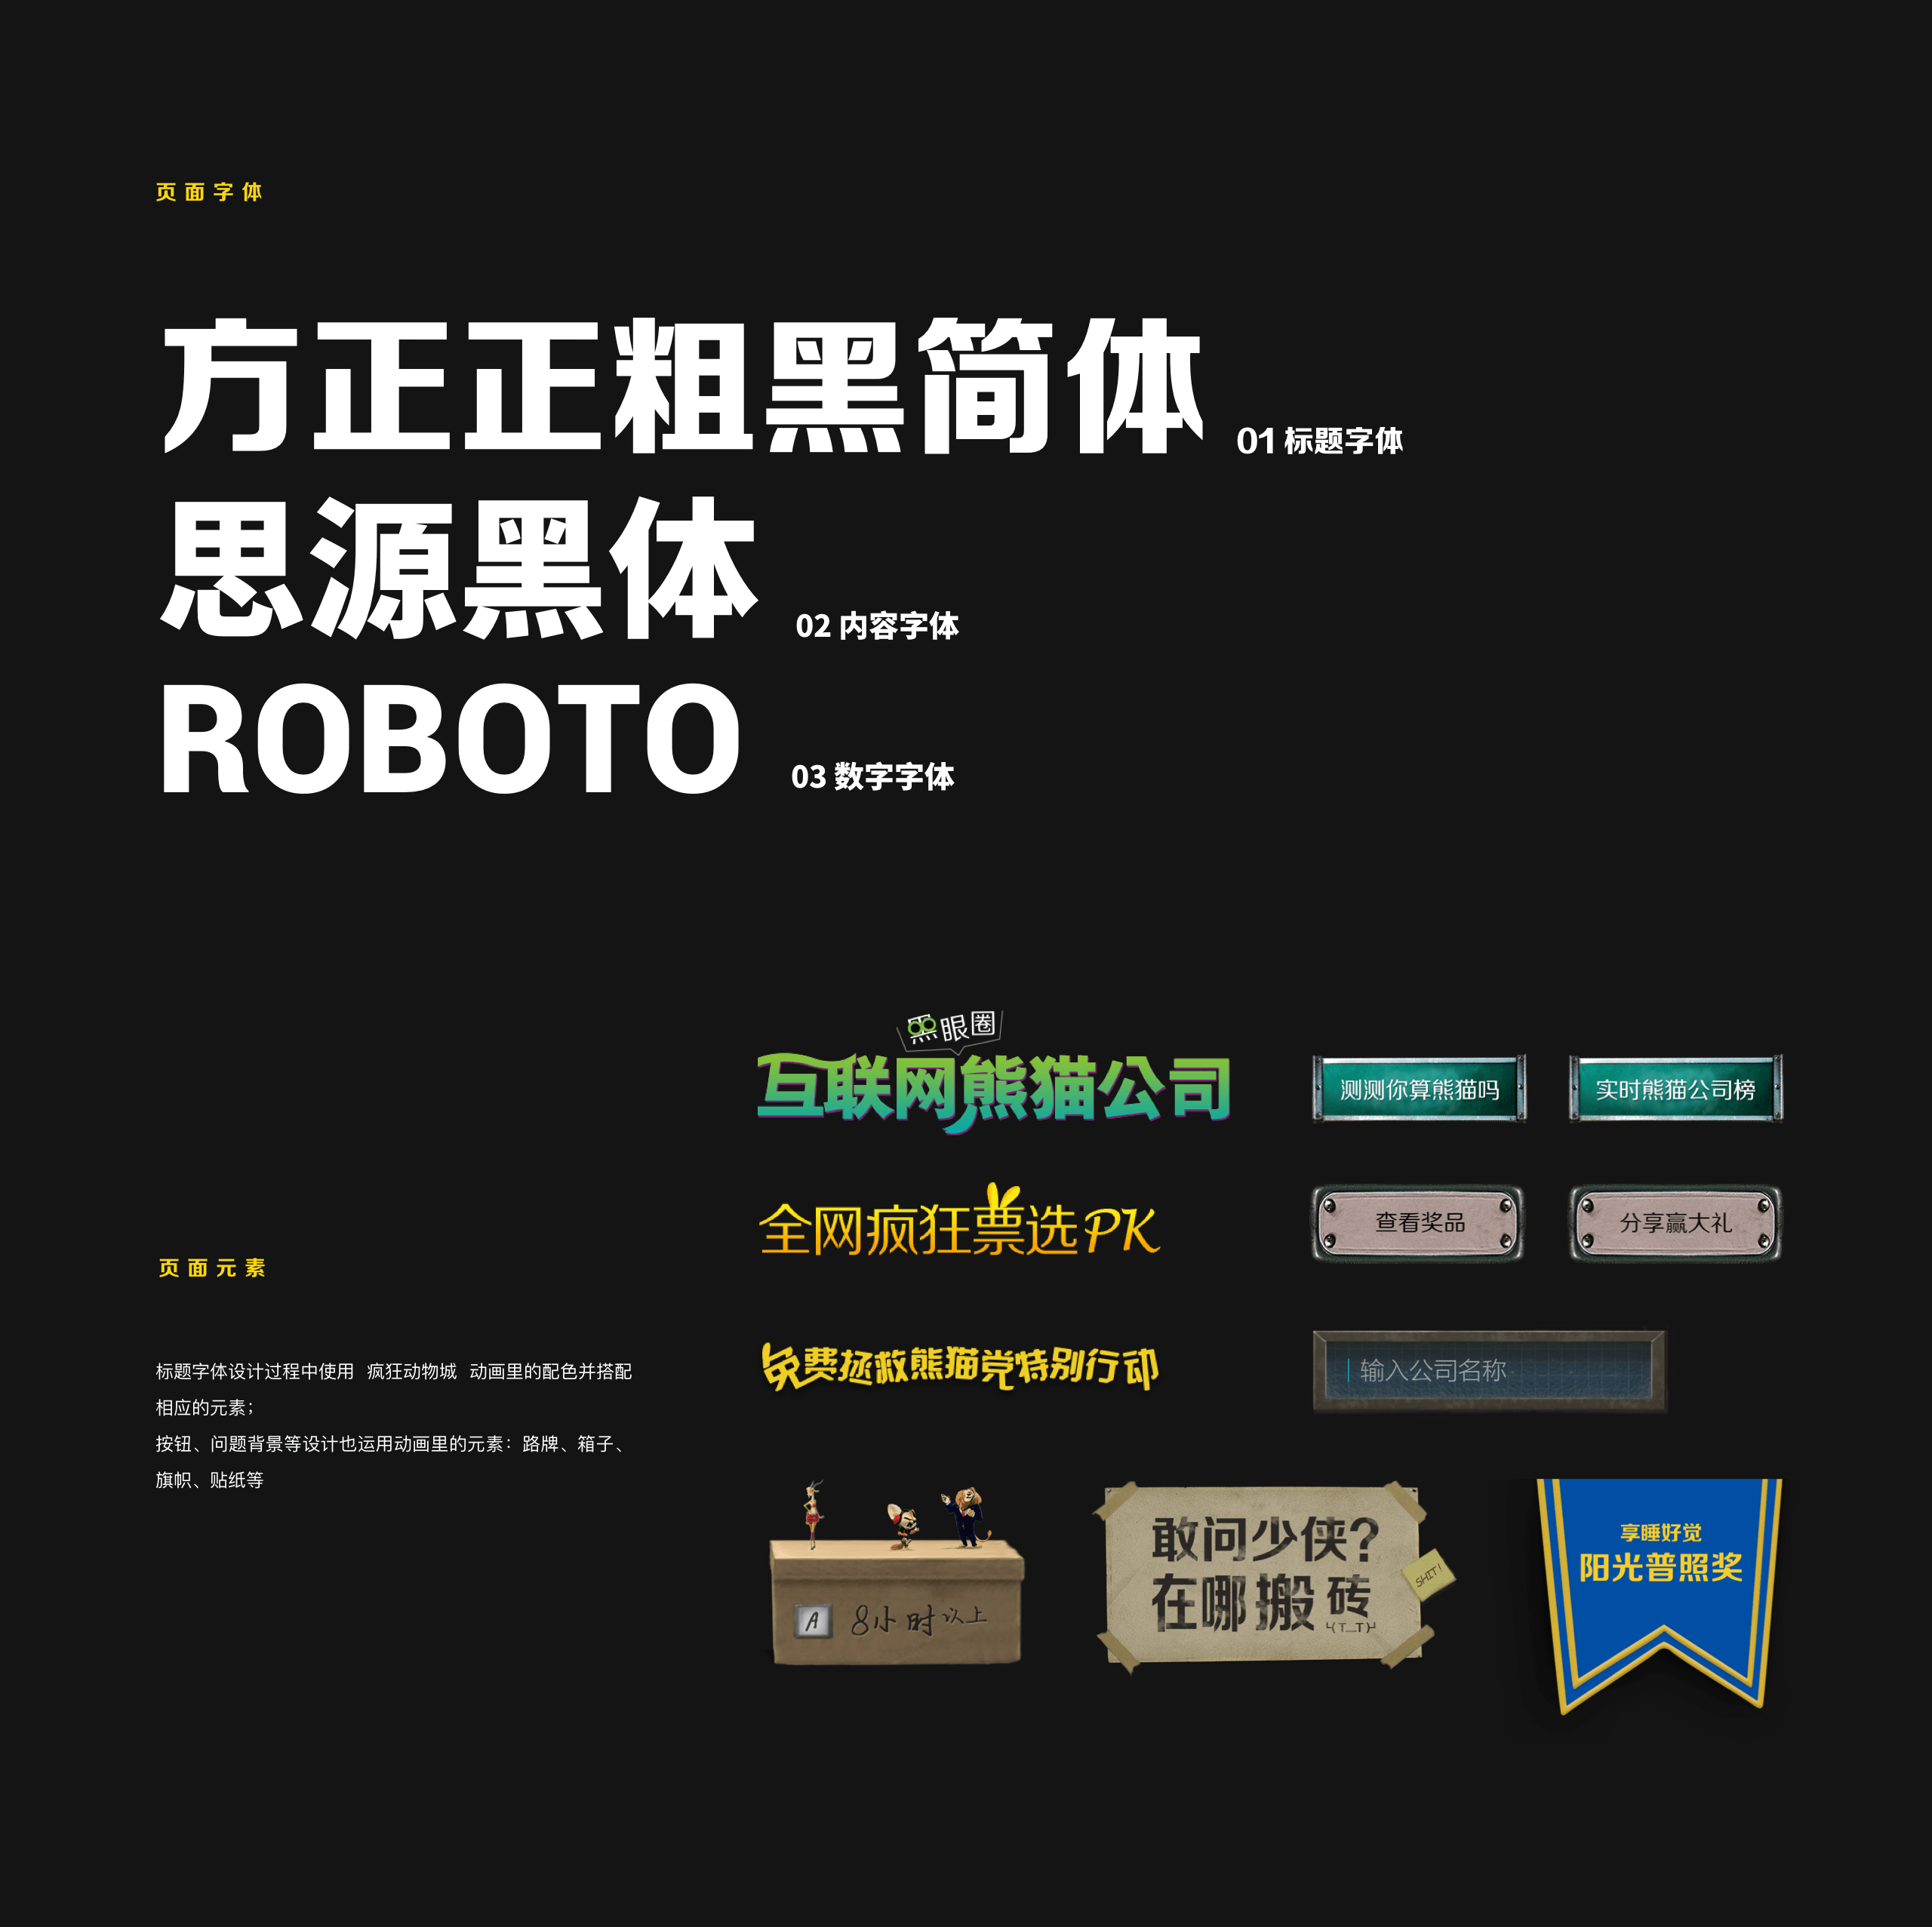 页面字体
方正正粗黑简体 01 标题字体
思源黑体 02 内容字体
ROBOTO 03 数字字体
黑眼圈
互联网熊猫公司
测测你算熊猫吗
实时熊猫公司榜
全网疯狂票选PK
查看奖品
分享赢大礼
页面元素
标题字体设计过程中使用 疯狂动物城 动画里的配色并搭配
相应的元素；
按钮、问题背景等设计也运用动画里的元素：路牌、箱子、
旗帜、贴纸等
免费拯救熊猫党特别行动
输入公司名称
A 8小时以上
敢问少侠？
在哪搬砖
ㄟ(T_T)ㄏ
SHIT!
享睡好觉
阳光普照奖